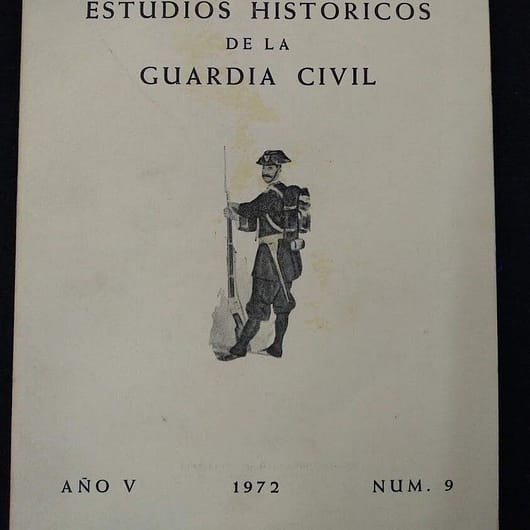 ESTUDIOS HISTORICOS
DE LA
GUARDIA CIVIL
AÑO V 1972 NUM. 9